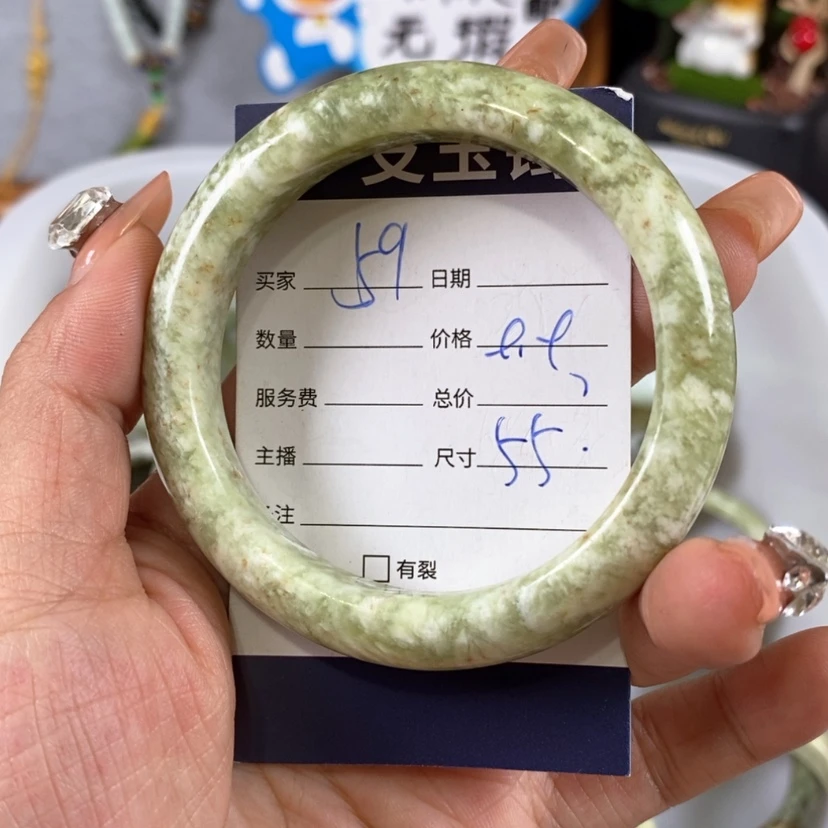 无瑕
买家 59 日期
数量 价格
服务费 总价
主播 尺寸 55.
注
有裂